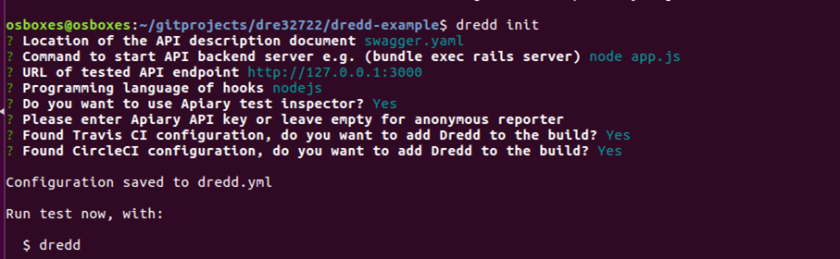 osboxes@osboxes:~/gitprojects/dre32722/dredd-example$ dredd init
? Location of the API description document swagger.yaml
? Command to start API backend server e.g. (bundle exec rails server) node app.js
? URL of tested API endpoint http://127.0.0.1:3000
? Programming language of hooks nodejs
? Do you want to use Apiary test inspector? Yes
? Please enter Apiary API key or leave empty for anonymous reporter
? Found Travis CI configuration, do you want to add Dredd to the build? Yes
? Found CircleCI configuration, do you want to add Dredd to the build? Yes
Configuration saved to dredd.yml
Run test now, with:
$ dredd